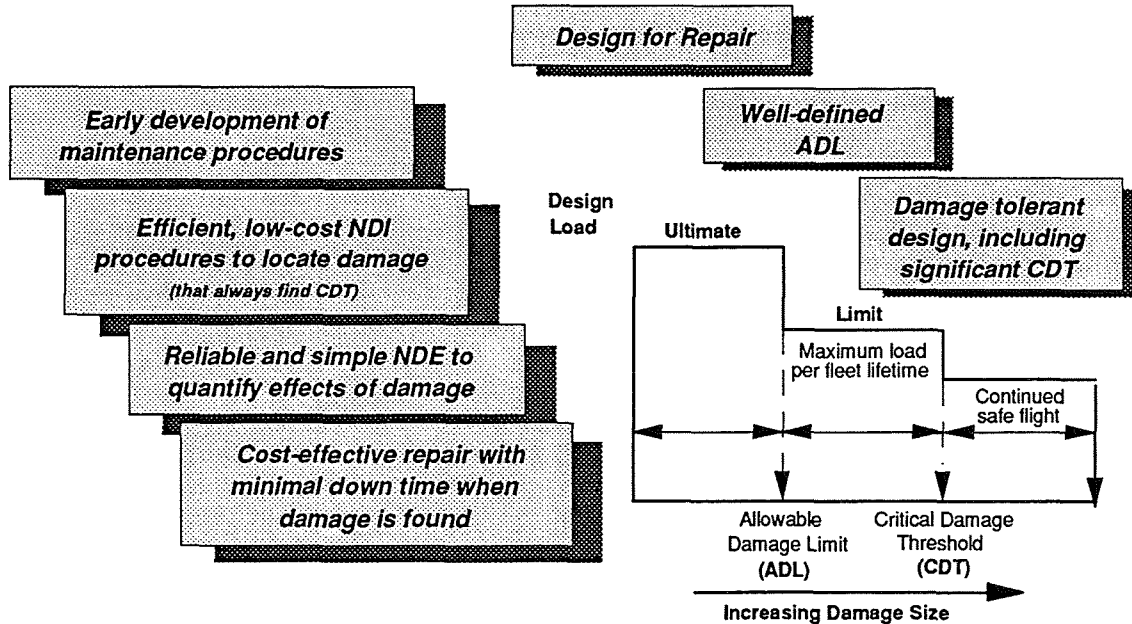 Design for Repair
Early development of
maintenance procedures
Well-defined
ADL
Efficient, low-cost NDI
procedures to locate damage
(that always find CDT)
Damage tolerant
design, including
significant CDT
Reliable and simple NDE to
quantify effects of damage
Cost-effective repair with
minimal down time when
damage is found
Design
Load
Ultimate
Limit
Maximum load
per fleet lifetime
Continued
safe flight
Allowable
Damage Limit
(ADL)
Critical Damage
Threshold
(CDT)
Increasing Damage Size